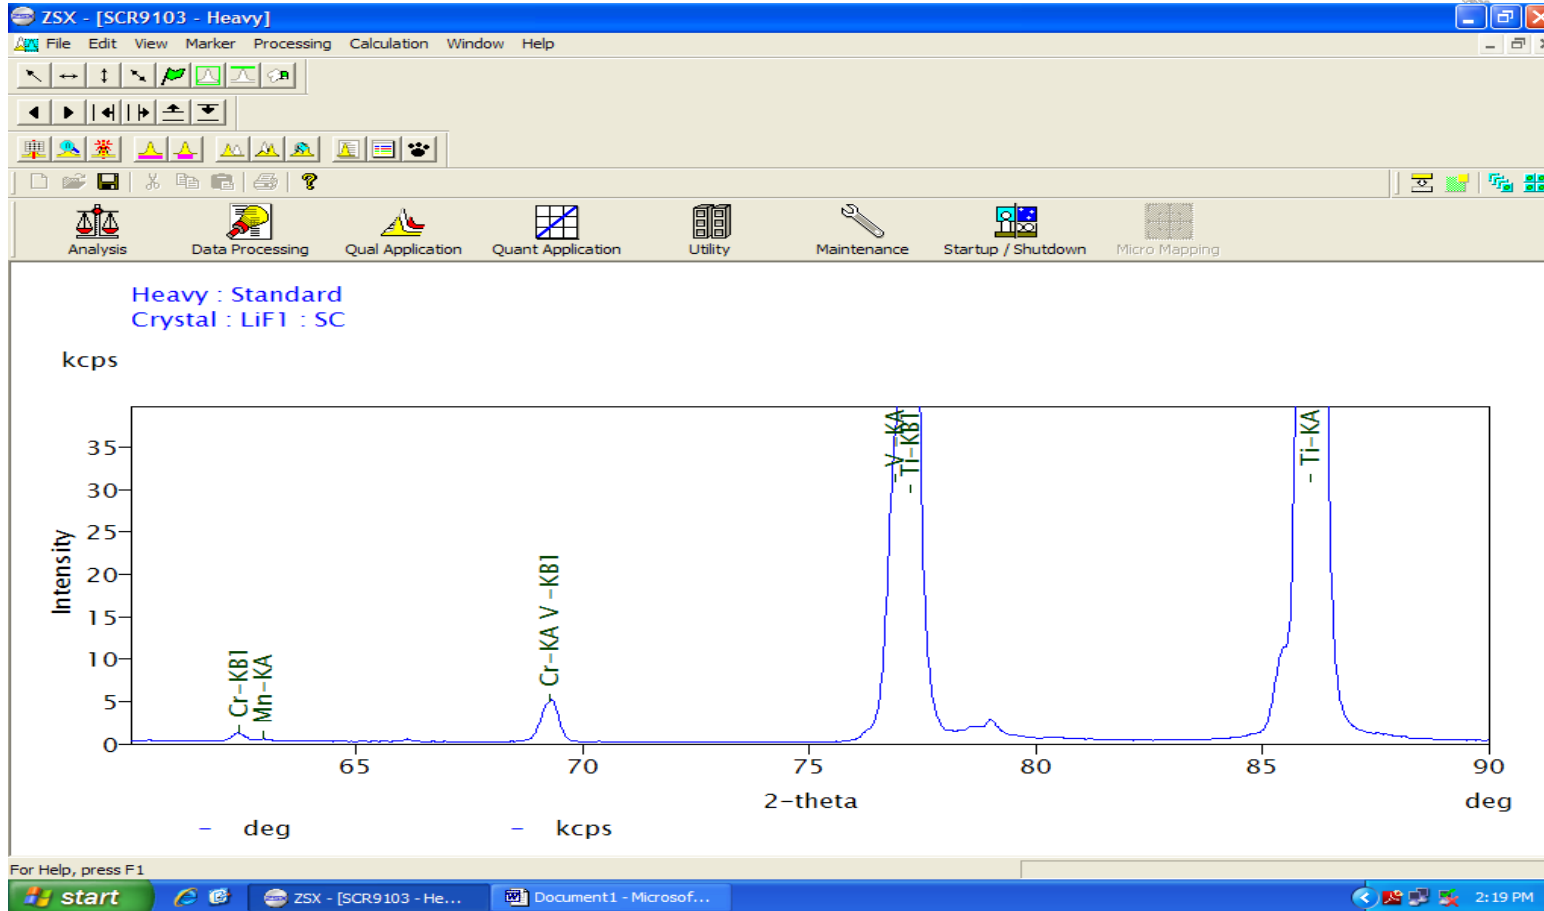 ZSX - [SCR9103 - Heavy]
File Edit View Marker Processing Calculation Window Help
Analysis Data Processing Qual Application Quant Application Utility Maintenance Startup / Shutdown Micro Mapping
Heavy : Standard
Crystal : LiF1 : SC
kcps
Intensity
35
30
25
20
15
10
5
0
Cr-KB1
Mn-KA
Cr-KA V -KB1
V -KA
Ti-KB1
Ti-KA
65 70 75 80 85 90
2-theta deg
- deg - kcps
For Help, press F1
start ZSX - [SCR9103 - He... Document1 - Microsof... 2:19 PM